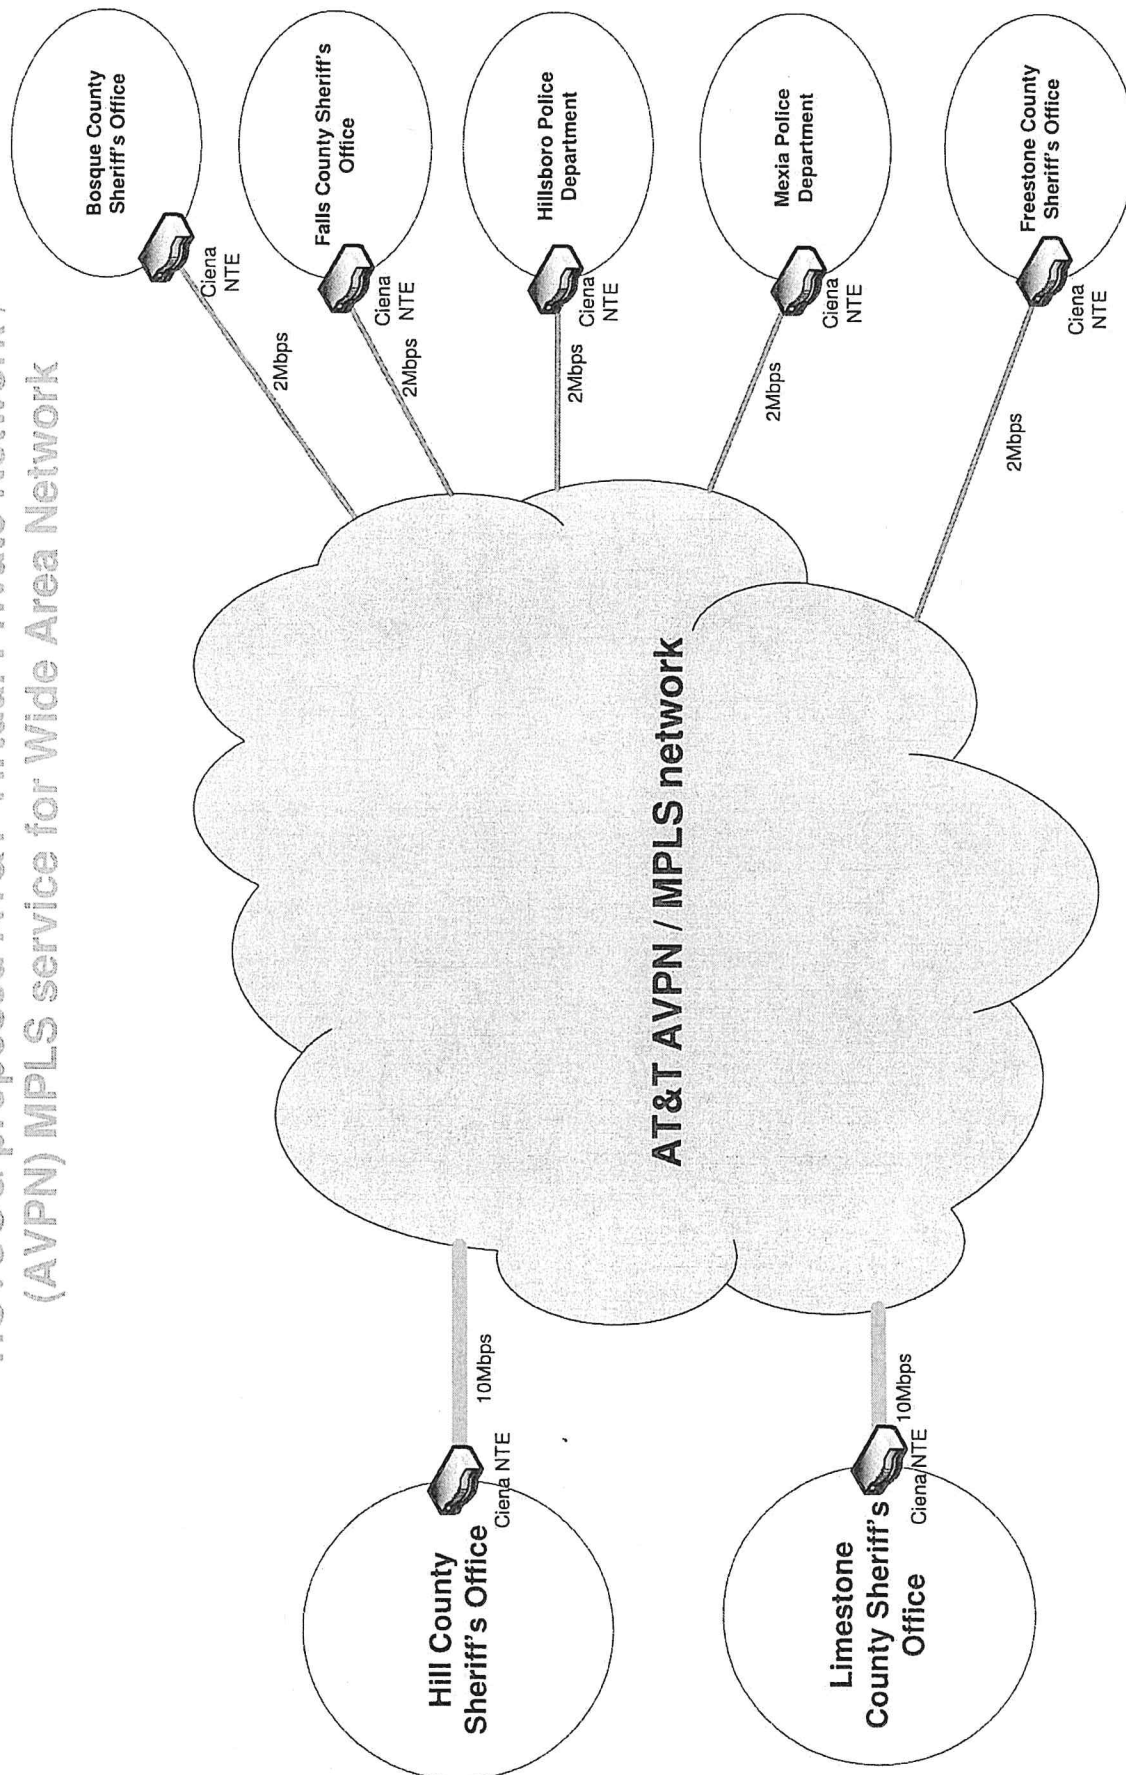 (AVPN) MPLS service for Wide Area Network
Hill County
Sheriff's Office
Ciena NTE
10Mbps
Limestone
County Sheriff's
Office
Ciena NTE
10Mbps
AT&T AVPN / MPLS network
2Mbps
Ciena
NTE
Bosque County
Sheriff's Office
2Mbps
Ciena
NTE
Falls County Sheriff's
Office
2Mbps
Ciena
NTE
Hillsboro Police
Department
2Mbps
Ciena
NTE
Mexia Police
Department
2Mbps
Ciena
NTE
Freestone County
Sheriff's Office